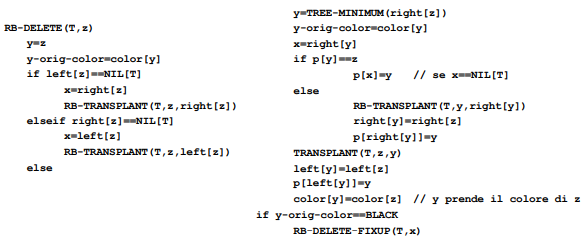 RB-DELETE(T,z)
y=z
y-orig-color=color[y]
if left[z]==NIL[T]
x=right[z]
RB-TRANSPLANT(T,z,right[z])
elseif right[z]==NIL[T]
x=left[z]
RB-TRANSPLANT(T,z,left[z])
else
y=TREE-MINIMUM(right[z])
y-orig-color=color[y]
x=right[y]
if p[y]==z
p[x]=y // se x==NIL[T]
else
RB-TRANSPLANT(T,y,right[y])
right[y]=right[z]
p[right[y]]=y
TRANSPLANT(T,z,y)
left[y]=left[z]
p[left[y]]=y
color[y]=color[z] // y prende il colore di z
if y-orig-color==BLACK
RB-DELETE-FIXUP(T,x)